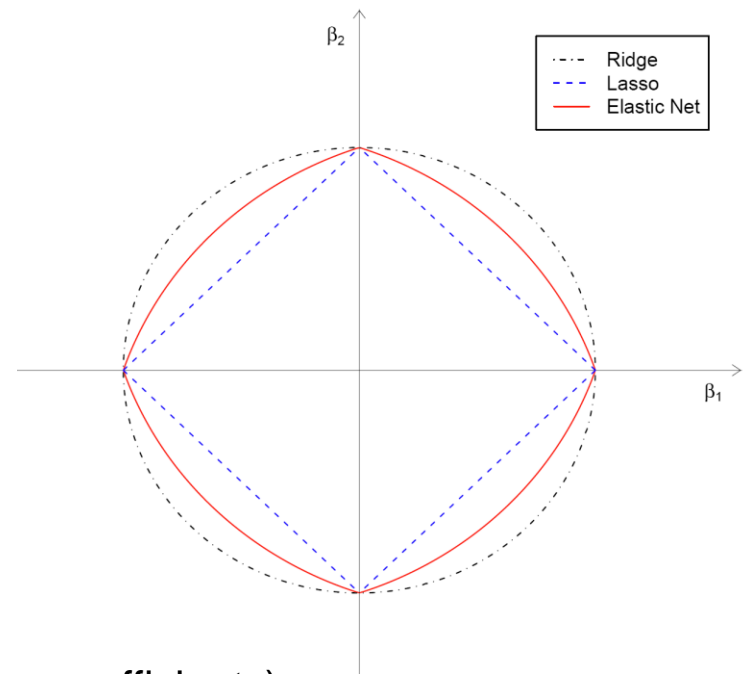 β₂
Ridge
Lasso
Elastic Net
β₁